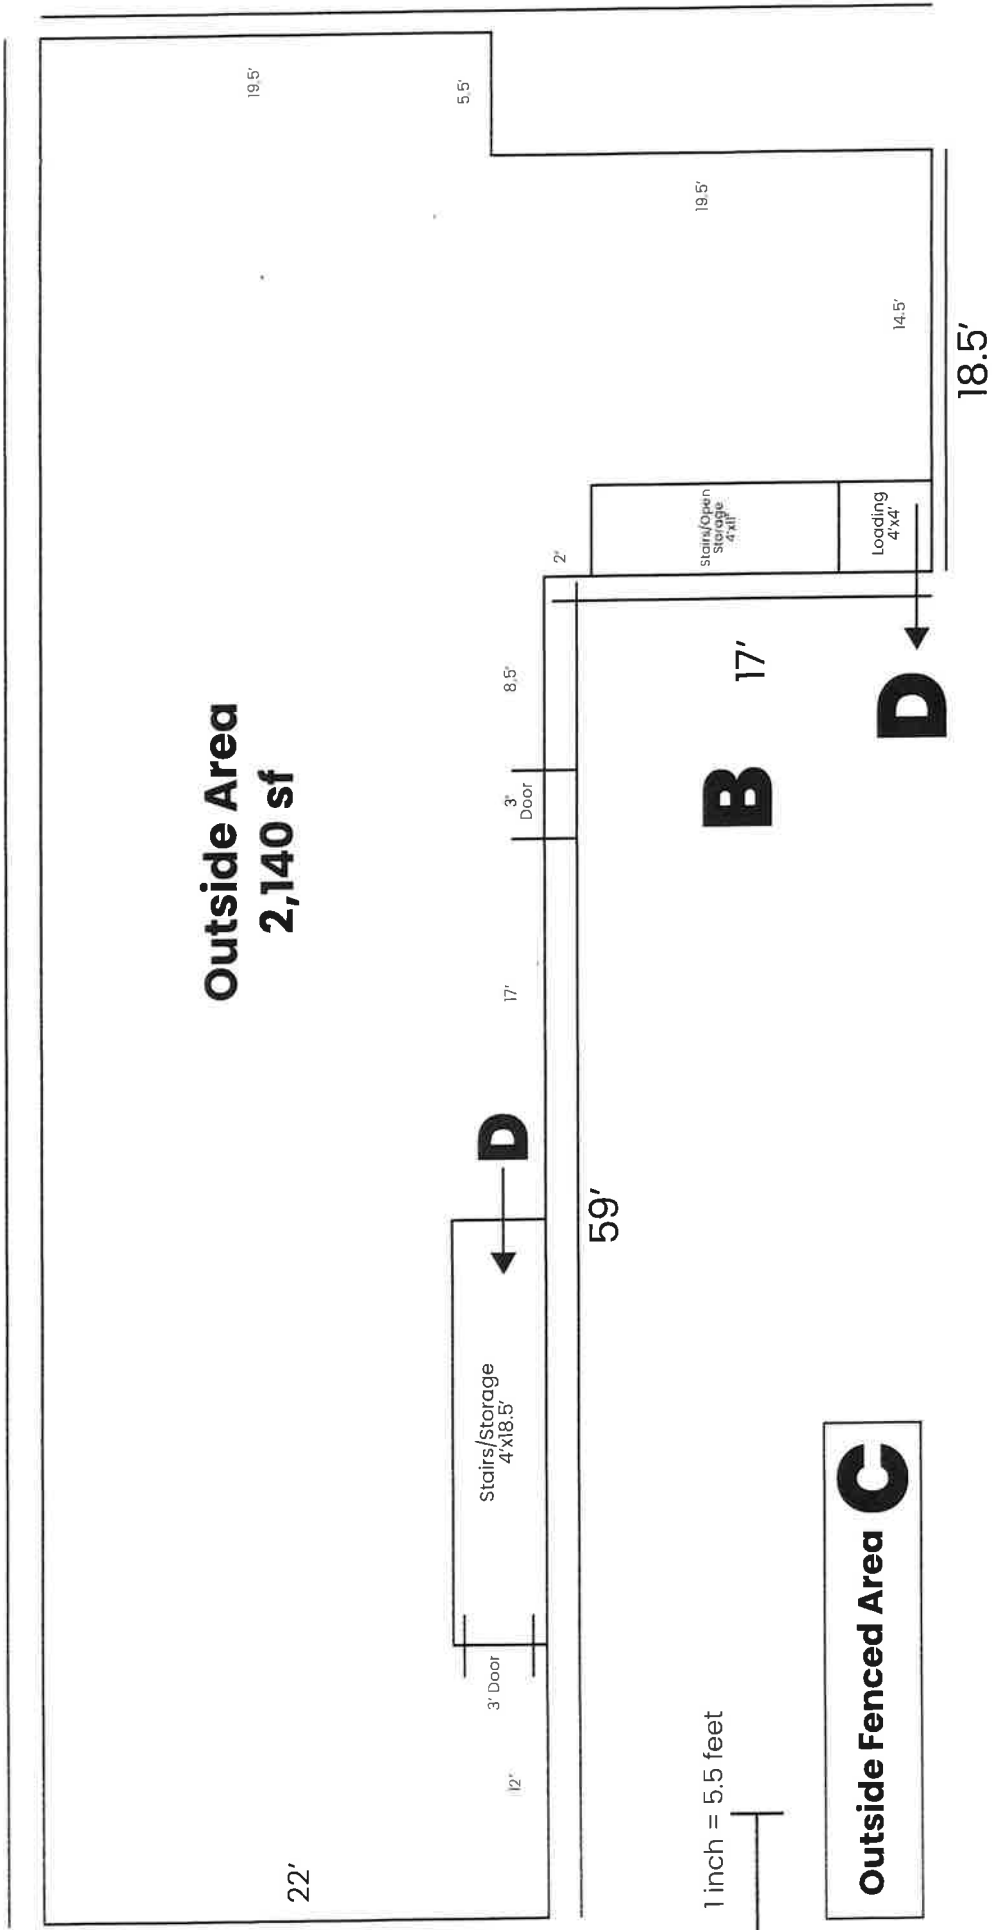 Outside Area
2,140 sf
19.5'
22'
5.5'
12'
3' Door
Stairs/Storage
4'x18.5'
D
17'
3'
Door
8.5'
2'
59'
19.5'
Stairs/Open
Storage
4'x11'
17'
B
1 inch = 5.5 feet
Loading
4'x4'
14.5'
D
Outside Fenced Area C
18.5'